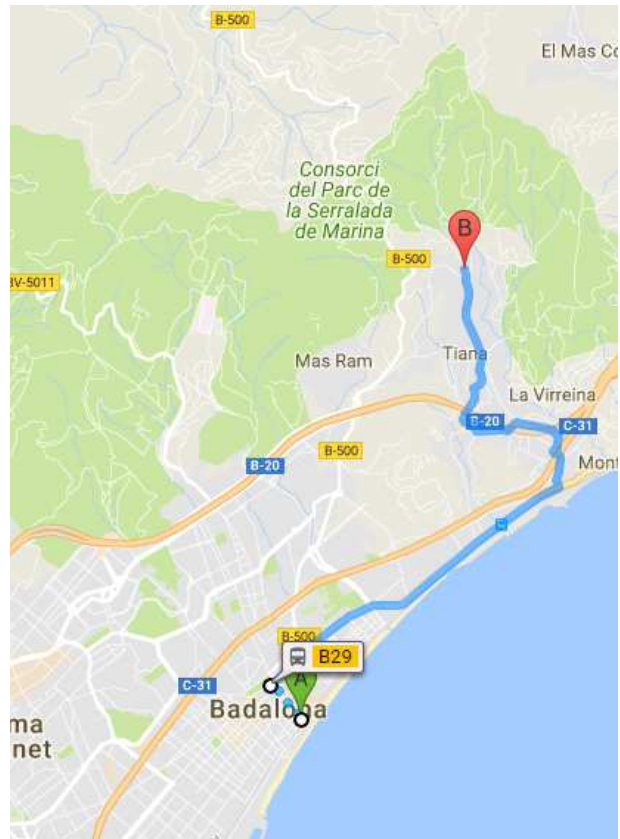 B-500
El Mas Co
Consorci
del Parc de
la Serralada
de Marina
B
B-500
BV-5011
Mas Ram
Tiana
La Virreina
B-20
C-31
B-500
B-20
Mont
B-500
B29
A
C-31
Badalona
ma
net